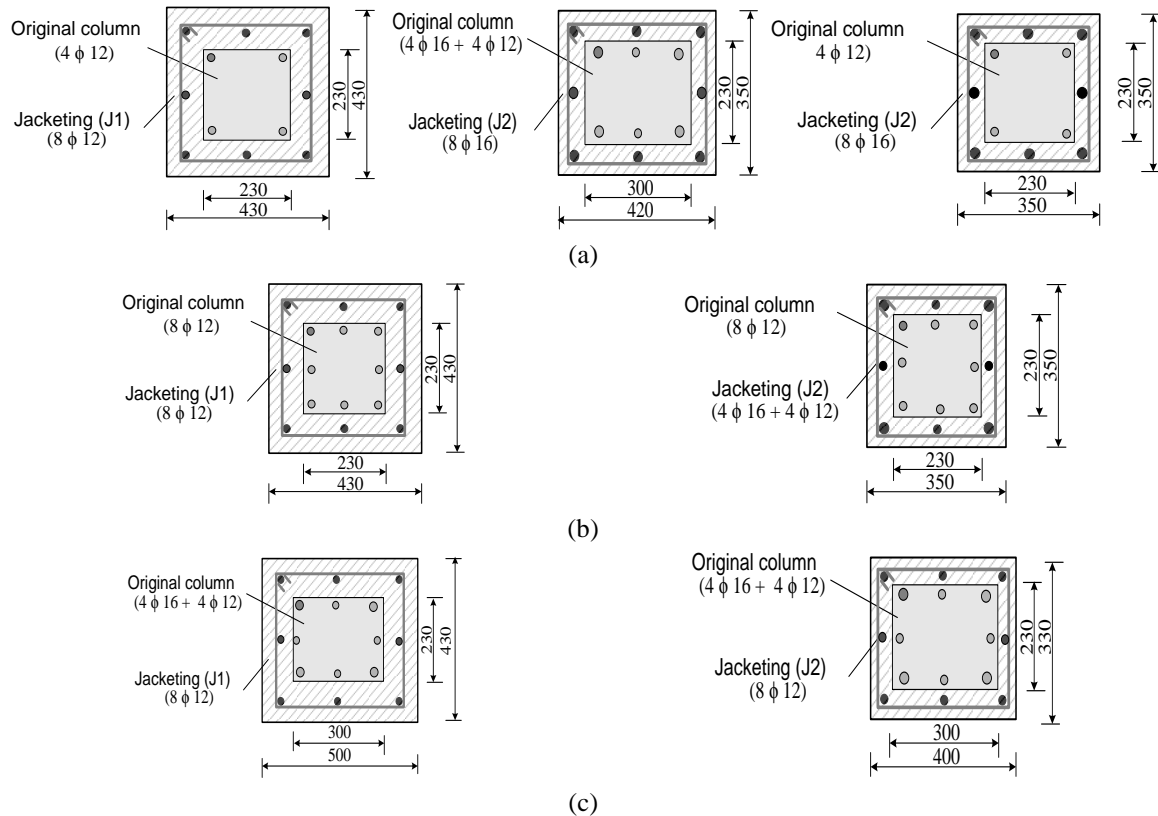 Original column
(4 ϕ 12)
Jacketing (J1)
(8 ϕ 12)
230
430
230
430
Original column
(4 ϕ 16 + 4 ϕ 12)
Jacketing (J2)
(8 ϕ 16)
230
350
300
420
Original column
4 ϕ 12)
Jacketing (J2)
(8 ϕ 16)
230
350
230
350
(a)
Original column
(8 ϕ 12)
Jacketing (J1)
(8 ϕ 12)
230
430
230
430
Original column
(8 ϕ 12)
Jacketing (J2)
(4 ϕ 16 + 4 ϕ 12)
230
350
230
350
(b)
Original column
(4 ϕ 16 + 4 ϕ 12)
Jacketing (J1)
(8 ϕ 12)
230
430
300
500
Original column
(4 ϕ 16 + 4 ϕ 12)
Jacketing (J2)
(8 ϕ 12)
230
330
300
400
(c)